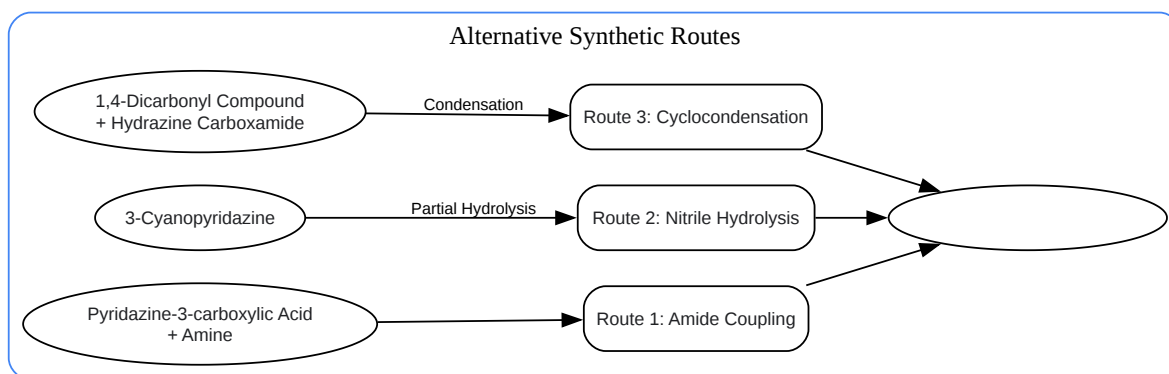 Alternative Synthetic Routes
1,4-Dicarbonyl Compound
+ Hydrazine Carboxamide
Condensation
Route 3: Cyclocondensation
3-Cyanopyridazine
Partial Hydrolysis
Route 2: Nitrile Hydrolysis
Pyridazine-3-carboxylic Acid
+ Amine
Route 1: Amide Coupling